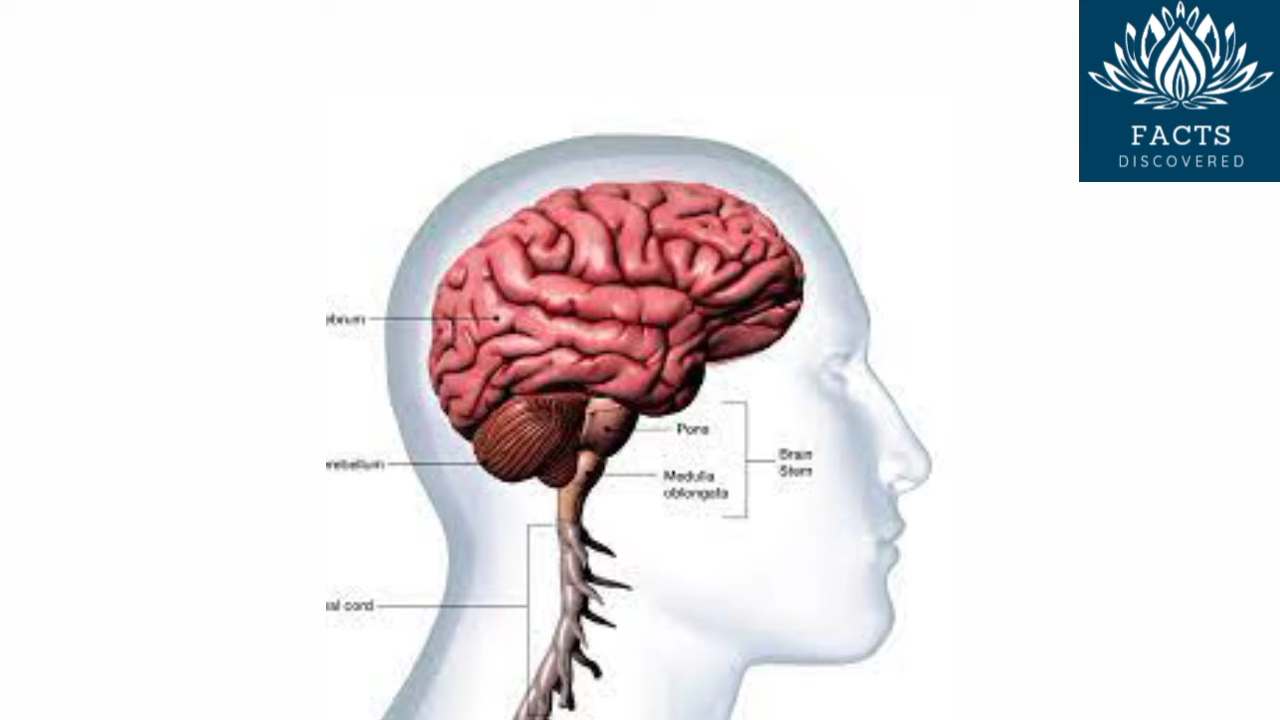 FACTS
DISCOVERED
ebrum
Pons
Brain
Stem
erebellum
Medulla
oblongata
al cord